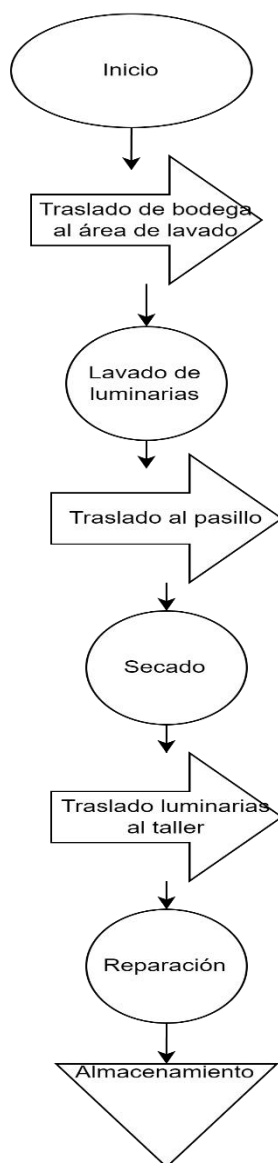 Inicio
Traslado de bodega
al área de lavado
Lavado de
luminarias
Traslado al pasillo
Secado
Traslado luminarias
al taller
Reparación
Almacenamiento